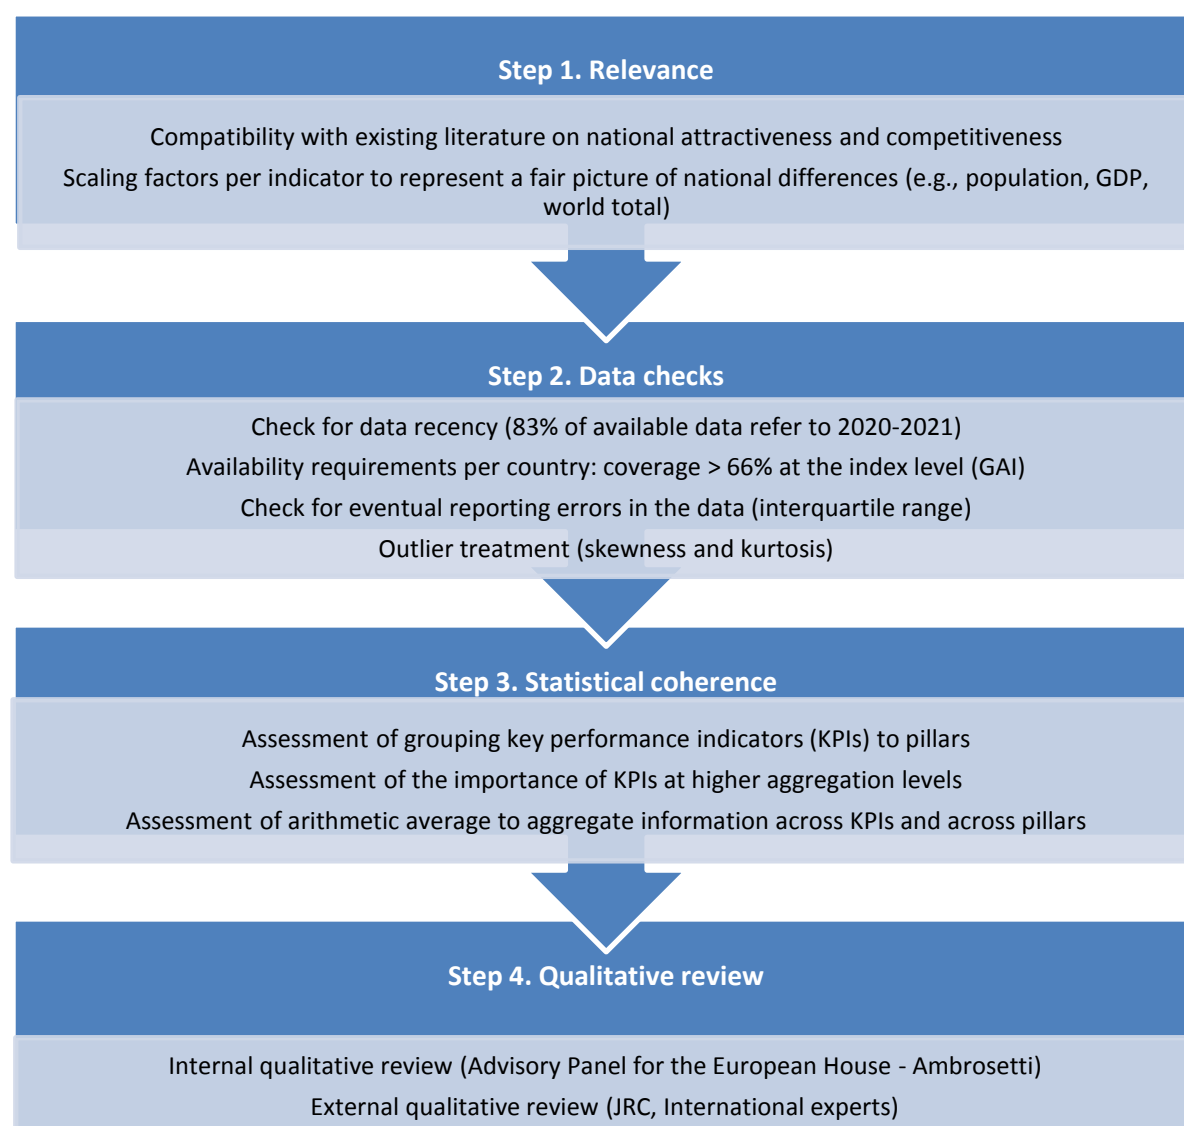 Step 1. Relevance
Compatibility with existing literature on national attractiveness and competitiveness
Scaling factors per indicator to represent a fair picture of national differences (e.g., population, GDP,
world total)
Step 2. Data checks
Check for data recency (83% of available data refer to 2020-2021)
Availability requirements per country: coverage > 66% at the index level (GAI)
Check for eventual reporting errors in the data (interquartile range)
Outlier treatment (skewness and kurtosis)
Step 3. Statistical coherence
Assessment of grouping key performance indicators (KPIs) to pillars
Assessment of the importance of KPIs at higher aggregation levels
Assessment of arithmetic average to aggregate information across KPIs and across pillars
Step 4. Qualitative review
Internal qualitative review (Advisory Panel for the European House - Ambrosetti)
External qualitative review (JRC, International experts)